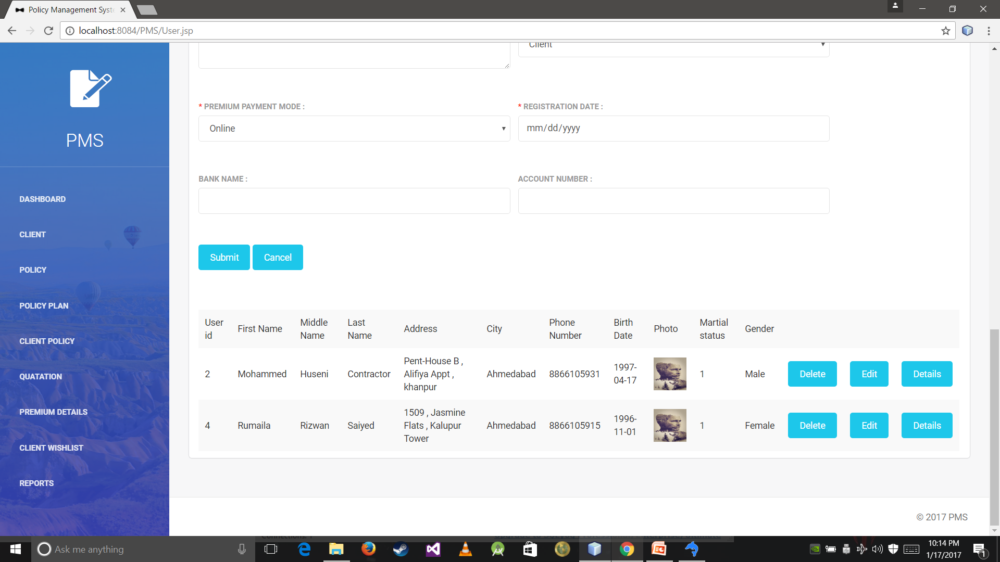 Policy Management Syste
localhost:8084/PMS/User.jsp
PMS
DASHBOARD
CLIENT
POLICY
POLICY PLAN
CLIENT POLICY
QUATATION
PREMIUM DETAILS
CLIENT WISHLIST
REPORTS
Client
* PREMIUM PAYMENT MODE :
* REGISTRATION DATE :
Online
mm/dd/yyyy
BANK NAME :
ACCOUNT NUMBER :
Submit
Cancel
User id First Name Middle Name Last Name Address City Phone Number Birth Date Photo Martial status Gender
2 Mohammed Huseni Contractor Pent-House B , Alifiya Appt , khanpur Ahmedabad 8866105931 1997-04-17 1 Male Delete Edit Details
4 Rumaila Rizwan Saiyed 1509 , Jasmine Flats , Kalupur Tower Ahmedabad 8866105915 1996-11-01 1 Female Delete Edit Details
© 2017 PMS
Ask me anything
10:14 PM
1/17/2017
1